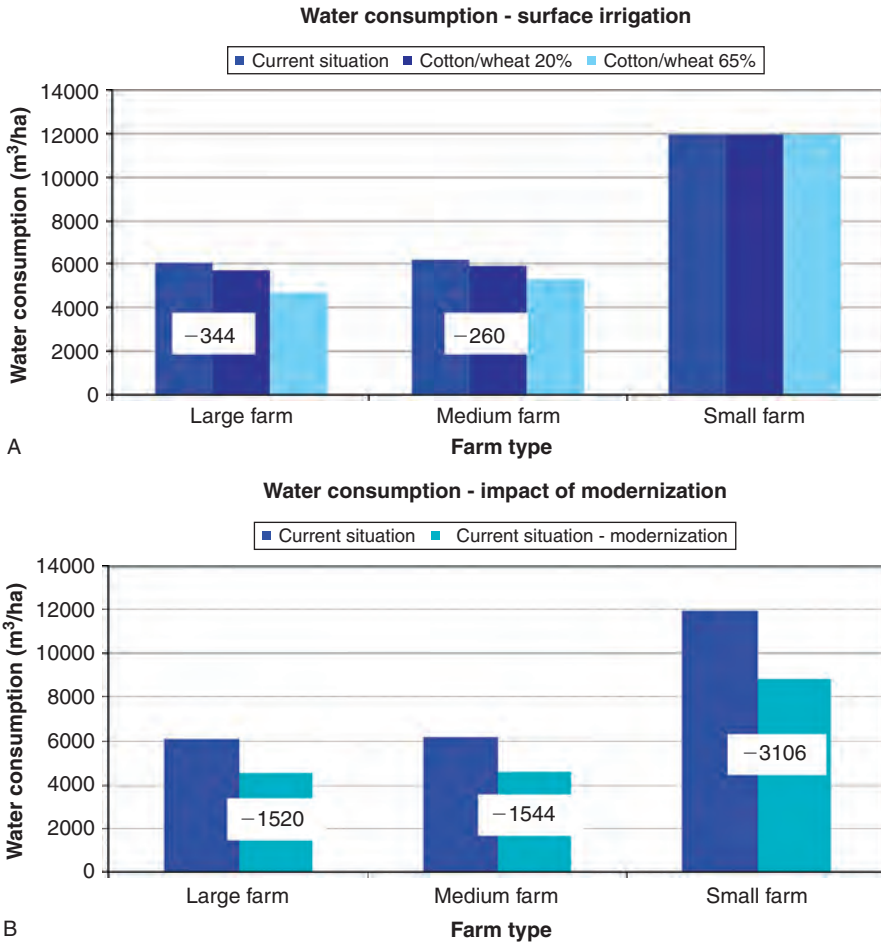 Water consumption - surface irrigation
Current situation Cotton/wheat 20% Cotton/wheat 65%
Water consumption (m³/ha)
14000
12000
10000
8000
6000
4000
2000
0
−344
−260
Large farm Medium farm Small farm
Farm type
A
Water consumption - impact of modernization
Current situation Current situation - modernization
Water consumption (m³/ha)
14000
12000
10000
8000
6000
4000
2000
0
−1520
−1544
−3106
Large farm Medium farm Small farm
Farm type
B